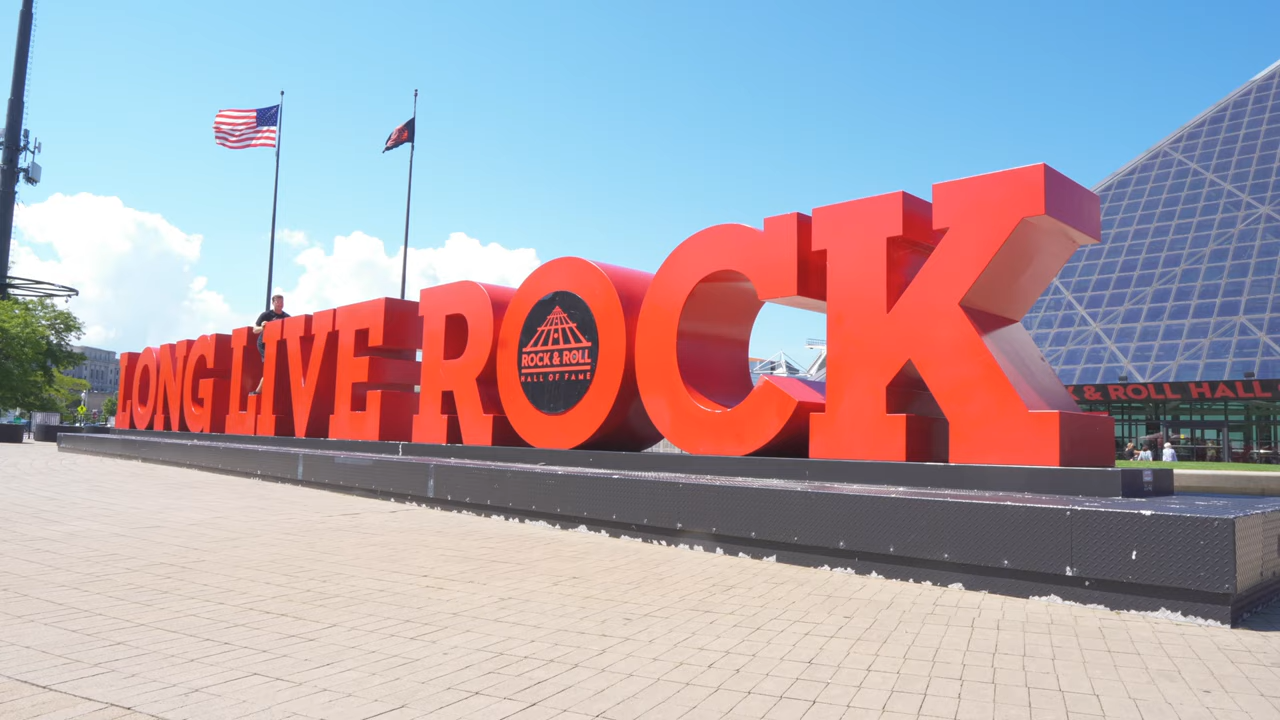 LONG LIVE ROCK
ROCK & ROLL
HALL OF FAME
& ROLL HALL